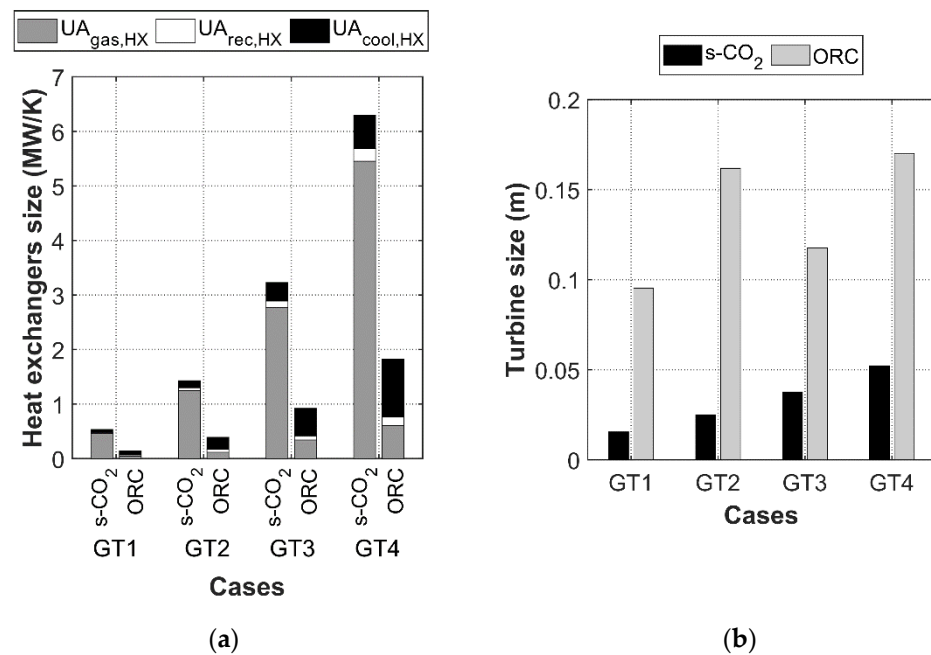 UAgas,HX UArec,HX UAcool,HX
Heat exchangers size (MW/K)
7
6
5
4
3
2
1
0
s-CO2 ORC s-CO2 ORC s-CO2 ORC s-CO2 ORC
GT1 GT2 GT3 GT4
Cases
(a)
s-CO2 ORC
Turbine size (m)
0.2
0.15
0.1
0.05
0
GT1 GT2 GT3 GT4
Cases
(b)